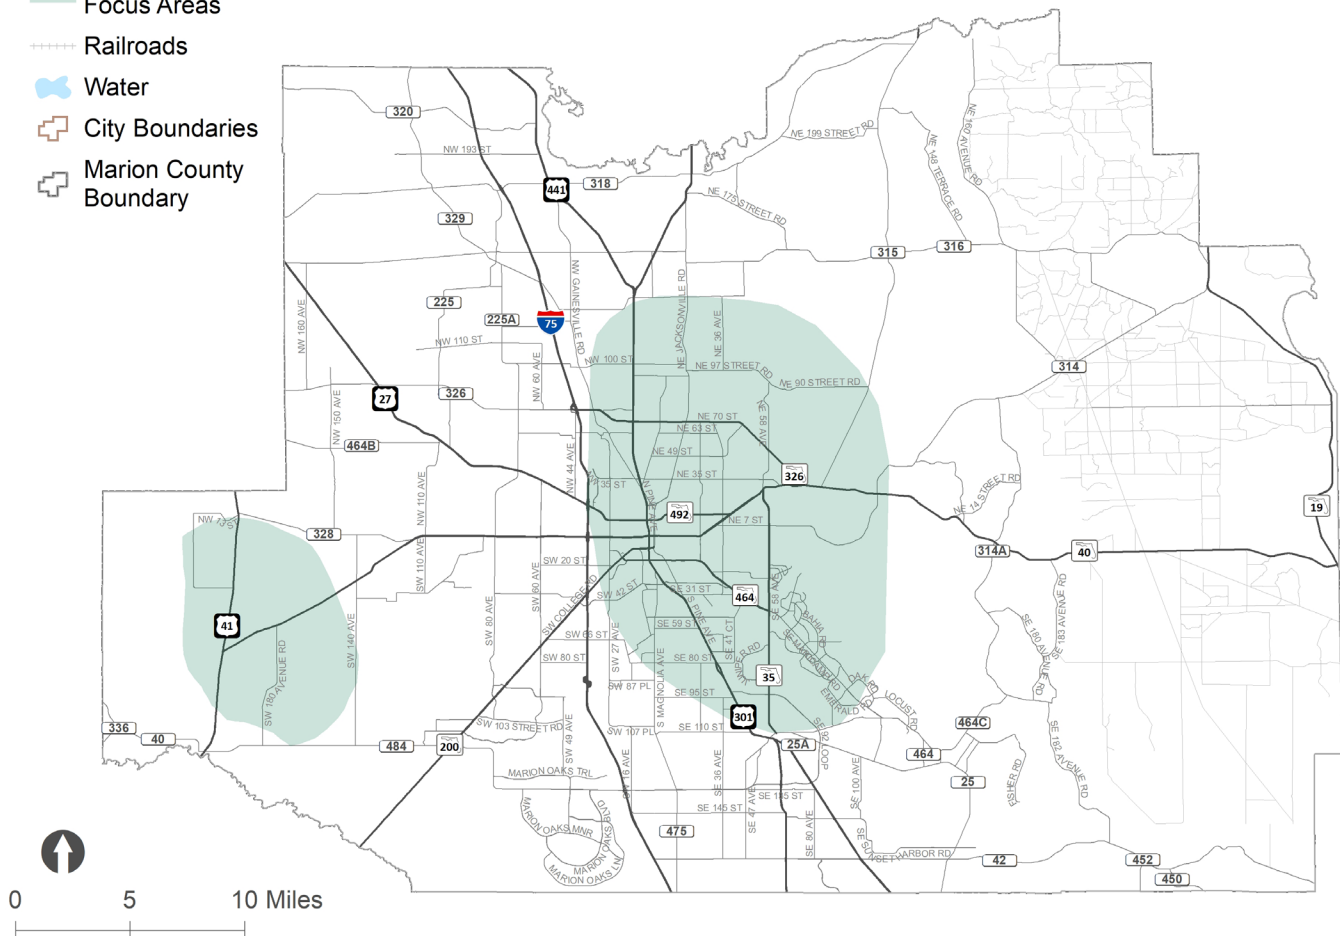 Focus Areas
Railroads
Water
City Boundaries
Marion County
Boundary
320
NW 193 ST
441
318
329
NE 175 STREET RD
NE 199 STREET RD
NE 148 TERRACE RD
NE 160 AVENUE RD
315
316
NW 160 AVE
225
225A
75
NW GAINESVILLE RD
NE JACKSONVILLE RD
NE 36 AVE
NW 110 ST
NW 60 AVE
NW 100 ST
NE 97 STREET RD
NE 90 STREET RD
314
27
326
NW 150 AVE
464B
NE 70 ST
NE 63 ST
NE 58 AVE
NE 49 ST
NW 44 AVE
NE 35 ST
NW 35 ST
326
NW 110 AVE
N PINE AVE
492
NE 7 ST
NE 14 STREET RD
19
NW 13 ST
328
314A
40
SW 20 ST
SW 110 AVE
SW 60 AVE
SW 42 ST
SE 31 ST
464
SE 58 AVE
SE 183 AVENUE RD
SW 80 AVE
SW COLLEGE RD
41
SW 140 AVE
SW 66 ST
SW 27 AVE
SE 59 ST
S PINE AVE
SE 41 CT
BAHIA RD
SE 180 AVENUE RD
SW 80 ST
SE 80 ST
S MAGNOLIA AVE
35
OAK RD
SW 180 AVENUE RD
SW 87 PL
SE 95 ST
EMERALD RD
LOCUST RD
336
40
484
200
SW 103 STREET RD
SW 49 AVE
SW 107 PL
SE 110 ST
301
25A
SE 92 LOOP
464C
464
25
SE 182 AVENUE RD
FISHER RD
MARION OAKS TRL
SW 16 AVE
SE 36 AVE
SE 47 AVE
SE 145 ST
SE 100 AVE
SE 80 AVE
MARION OAKS MNR
MARION OAKS BLVD
MARION OAKS LN
475
SE SUNSET HARBOR RD
42
452
450
0 5 10 Miles